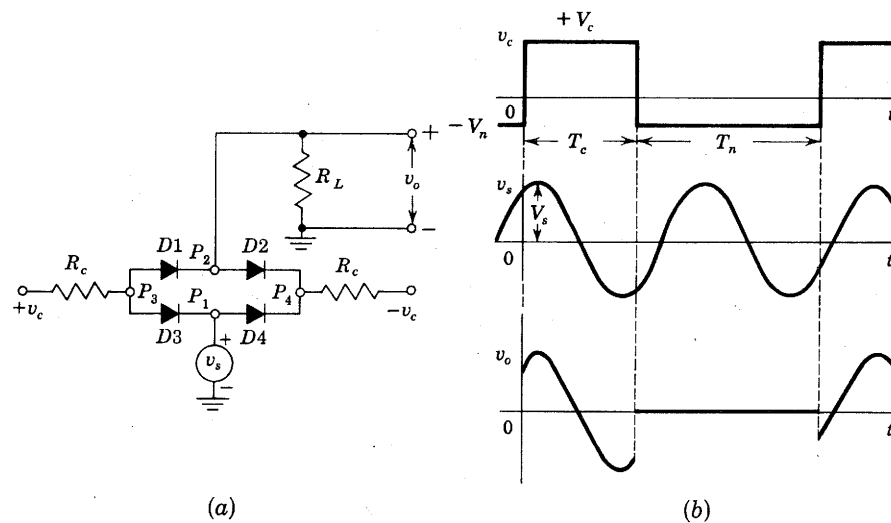 +
R_L
v_o
−
D1
P_2
D2
R_c
R_c
P_3
P_1
P_4
+v_c
−v_c
D3
D4
+
v_s
−
(a)
+ V_c
v_c
0
t
− V_n
T_c
T_n
v_s
V_s
0
t
v_o
0
t
(b)